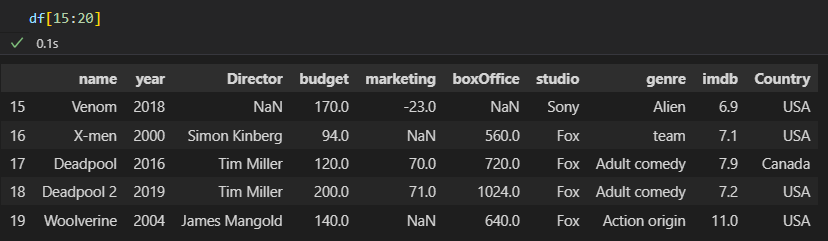 df[15:20]
0.1s
name year Director budget marketing boxOffice studio genre imdb Country
15 Venom 2018 NaN 170.0 -23.0 NaN Sony Alien 6.9 USA
16 X-men 2000 Simon Kinberg 94.0 NaN 560.0 Fox team 7.1 USA
17 Deadpool 2016 Tim Miller 120.0 70.0 720.0 Fox Adult comedy 7.9 Canada
18 Deadpool 2 2019 Tim Miller 200.0 71.0 1024.0 Fox Adult comedy 7.2 USA
19 Woolverine 2004 James Mangold 140.0 NaN 640.0 Fox Action origin 11.0 USA